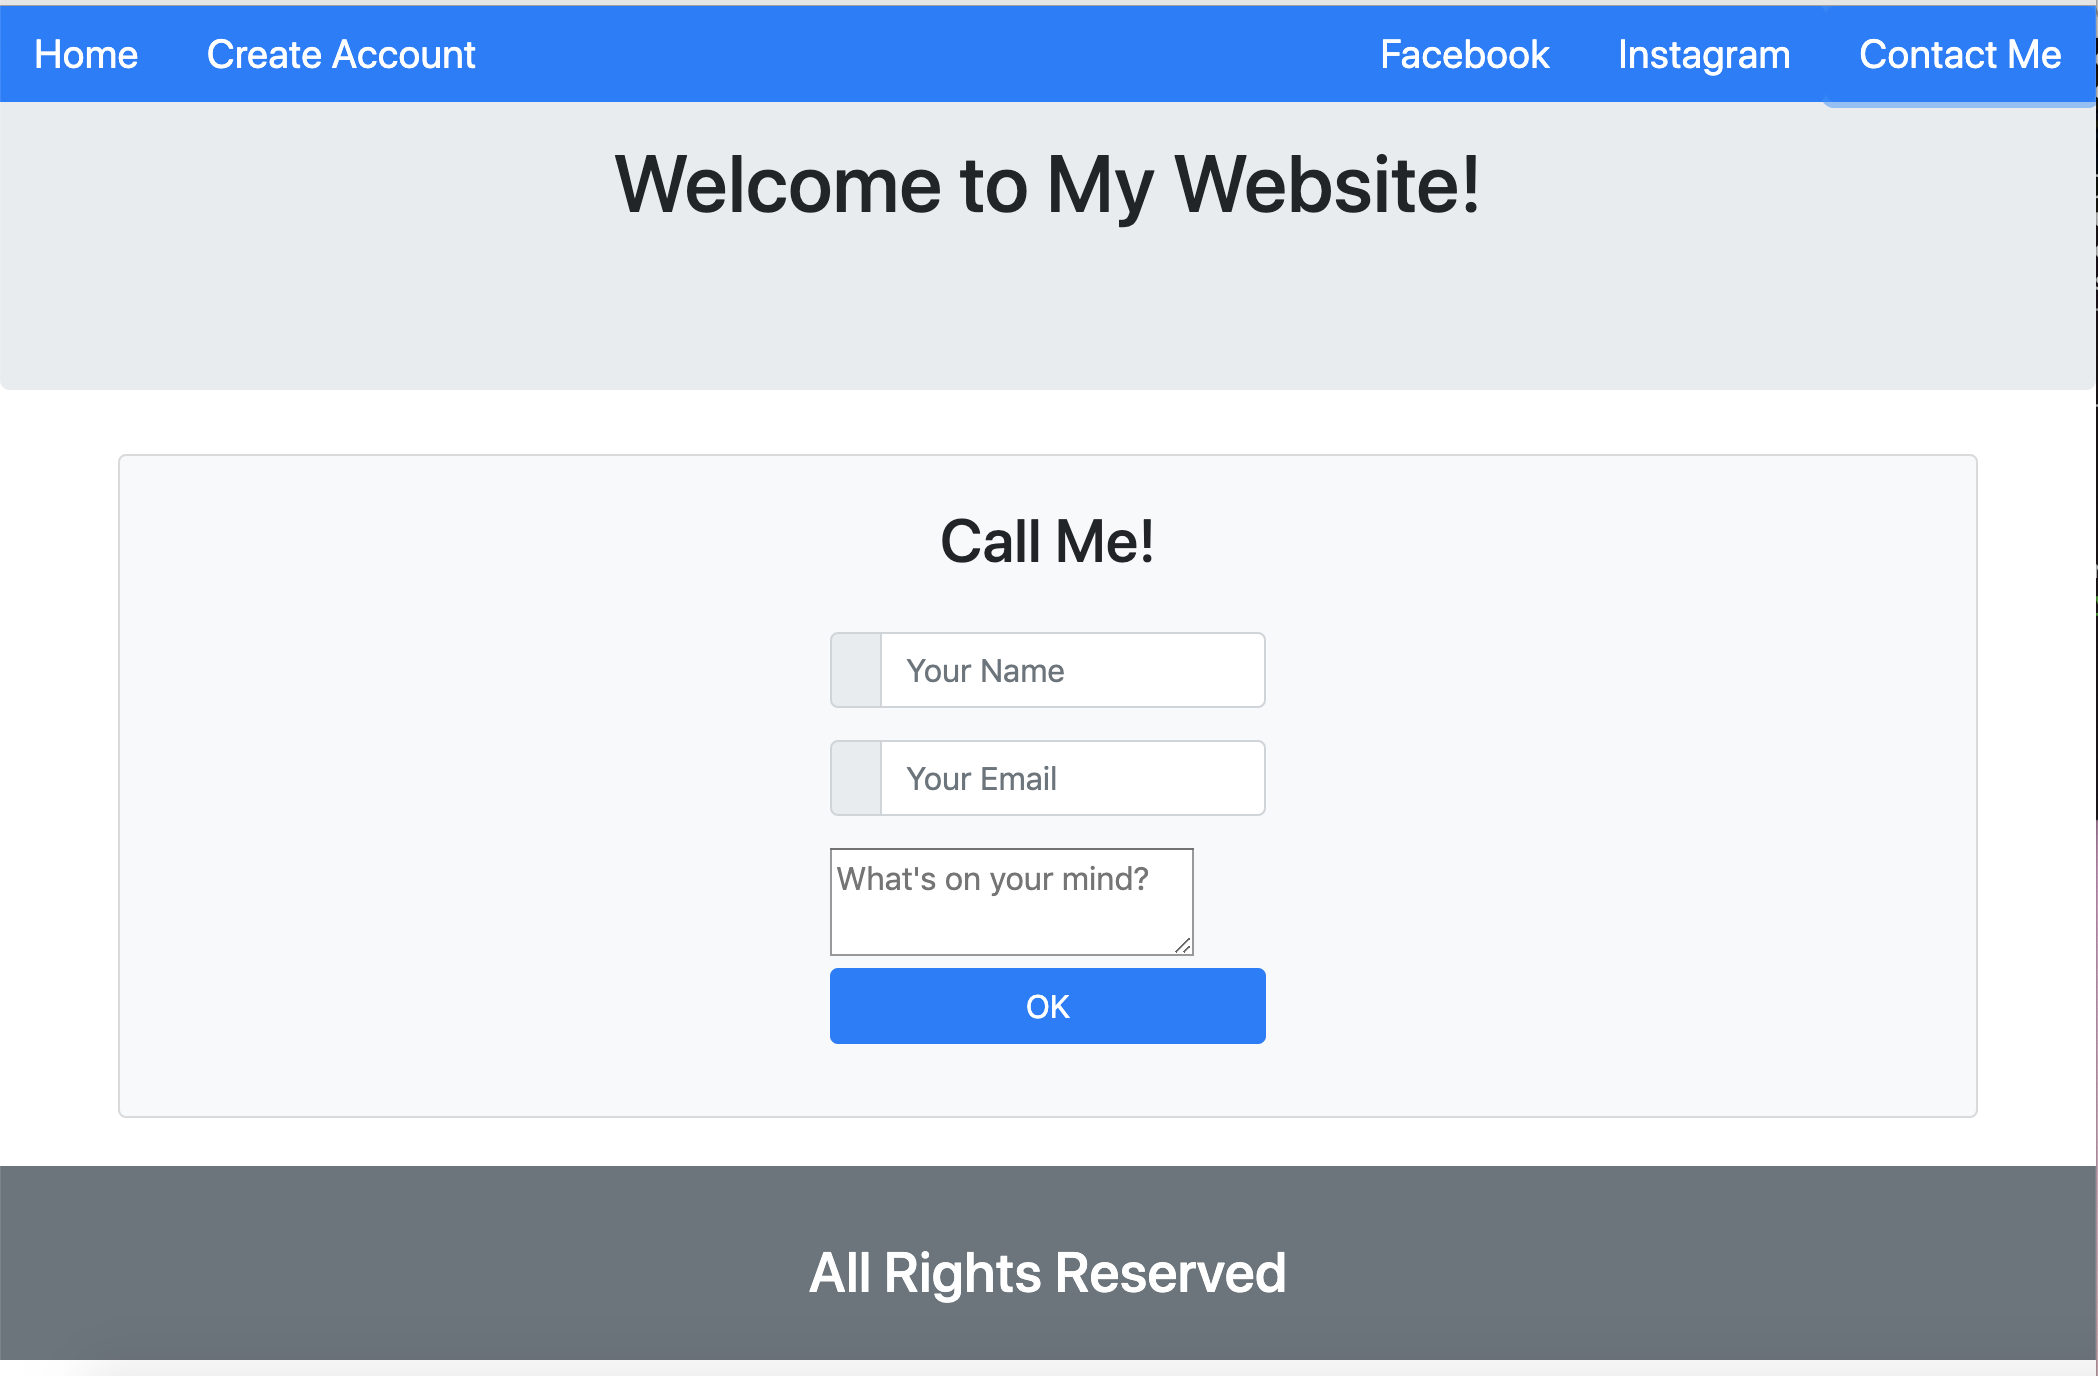 Home Create Account Facebook Instagram Contact Me
Welcome to My Website!
Call Me!
Your Name
Your Email
What's on your mind?
OK
All Rights Reserved